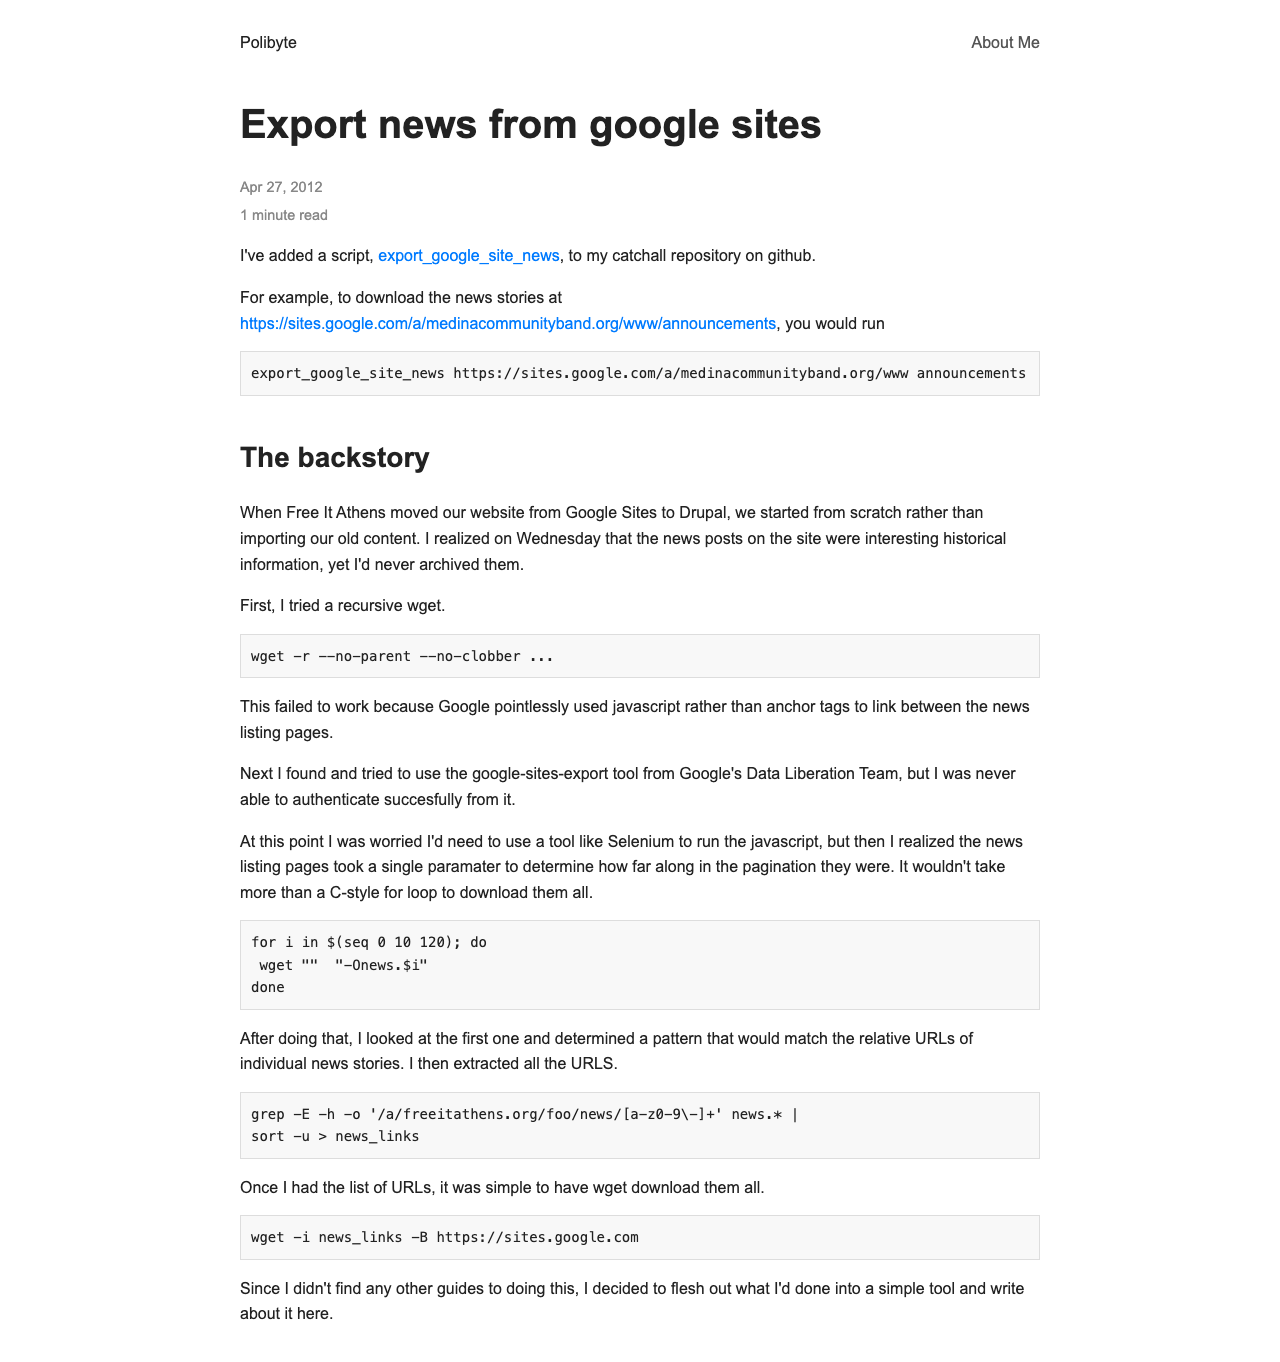 Polibyte
About Me
Export news from google sites
Apr 27, 2012
1 minute read
I've added a script, export_google_site_news, to my catchall repository on github.
For example, to download the news stories at
https://sites.google.com/a/medinacommunityband.org/www/announcements, you would run
export_google_site_news https://sites.google.com/a/medinacommunityband.org/www announcements
The backstory
When Free It Athens moved our website from Google Sites to Drupal, we started from scratch rather than
importing our old content. I realized on Wednesday that the news posts on the site were interesting historical
information, yet I'd never archived them.
First, I tried a recursive wget.
wget -r --no-parent --no-clobber ...
This failed to work because Google pointlessly used javascript rather than anchor tags to link between the news
listing pages.
Next I found and tried to use the google-sites-export tool from Google's Data Liberation Team, but I was never
able to authenticate succesfully from it.
At this point I was worried I'd need to use a tool like Selenium to run the javascript, but then I realized the news
listing pages took a single paramater to determine how far along in the pagination they were. It wouldn't take
more than a C-style for loop to download them all.
for i in $(seq 0 10 120); do
 wget ""  "-Onews.$i"
done
After doing that, I looked at the first one and determined a pattern that would match the relative URLs of
individual news stories. I then extracted all the URLS.
grep -E -h -o '/a/freeitathens.org/foo/news/[a-z0-9\-]+' news.* |
sort -u > news_links
Once I had the list of URLs, it was simple to have wget download them all.
wget -i news_links -B https://sites.google.com
Since I didn't find any other guides to doing this, I decided to flesh out what I'd done into a simple tool and write
about it here.